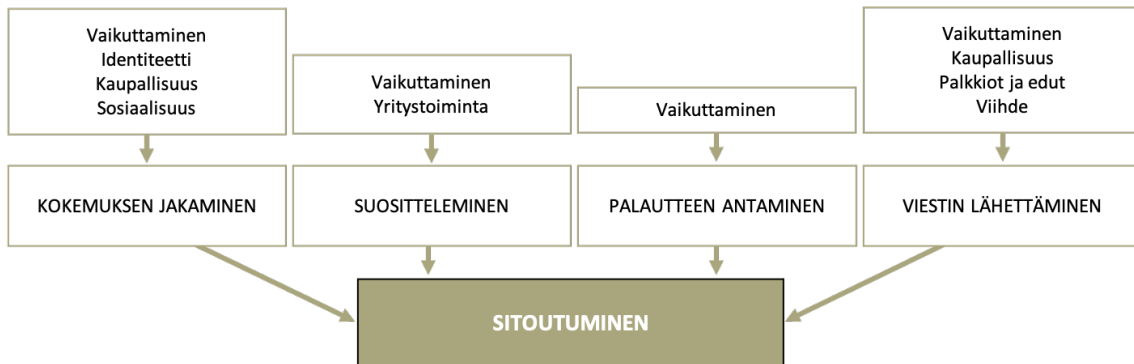 Vaikuttaminen
Identiteetti
Kaupallisuus
Sosiaalisuus
Vaikuttaminen
Yritystoiminta
Vaikuttaminen
Vaikuttaminen
Kaupallisuus
Palkkiot ja edut
Viihde
KOKEMUKSEN JAKAMINEN
SUOSITTELEMINEN
PALAUTTEEN ANTAMINEN
VIESTIN LÄHETTÄMINEN
SITOUTUMINEN